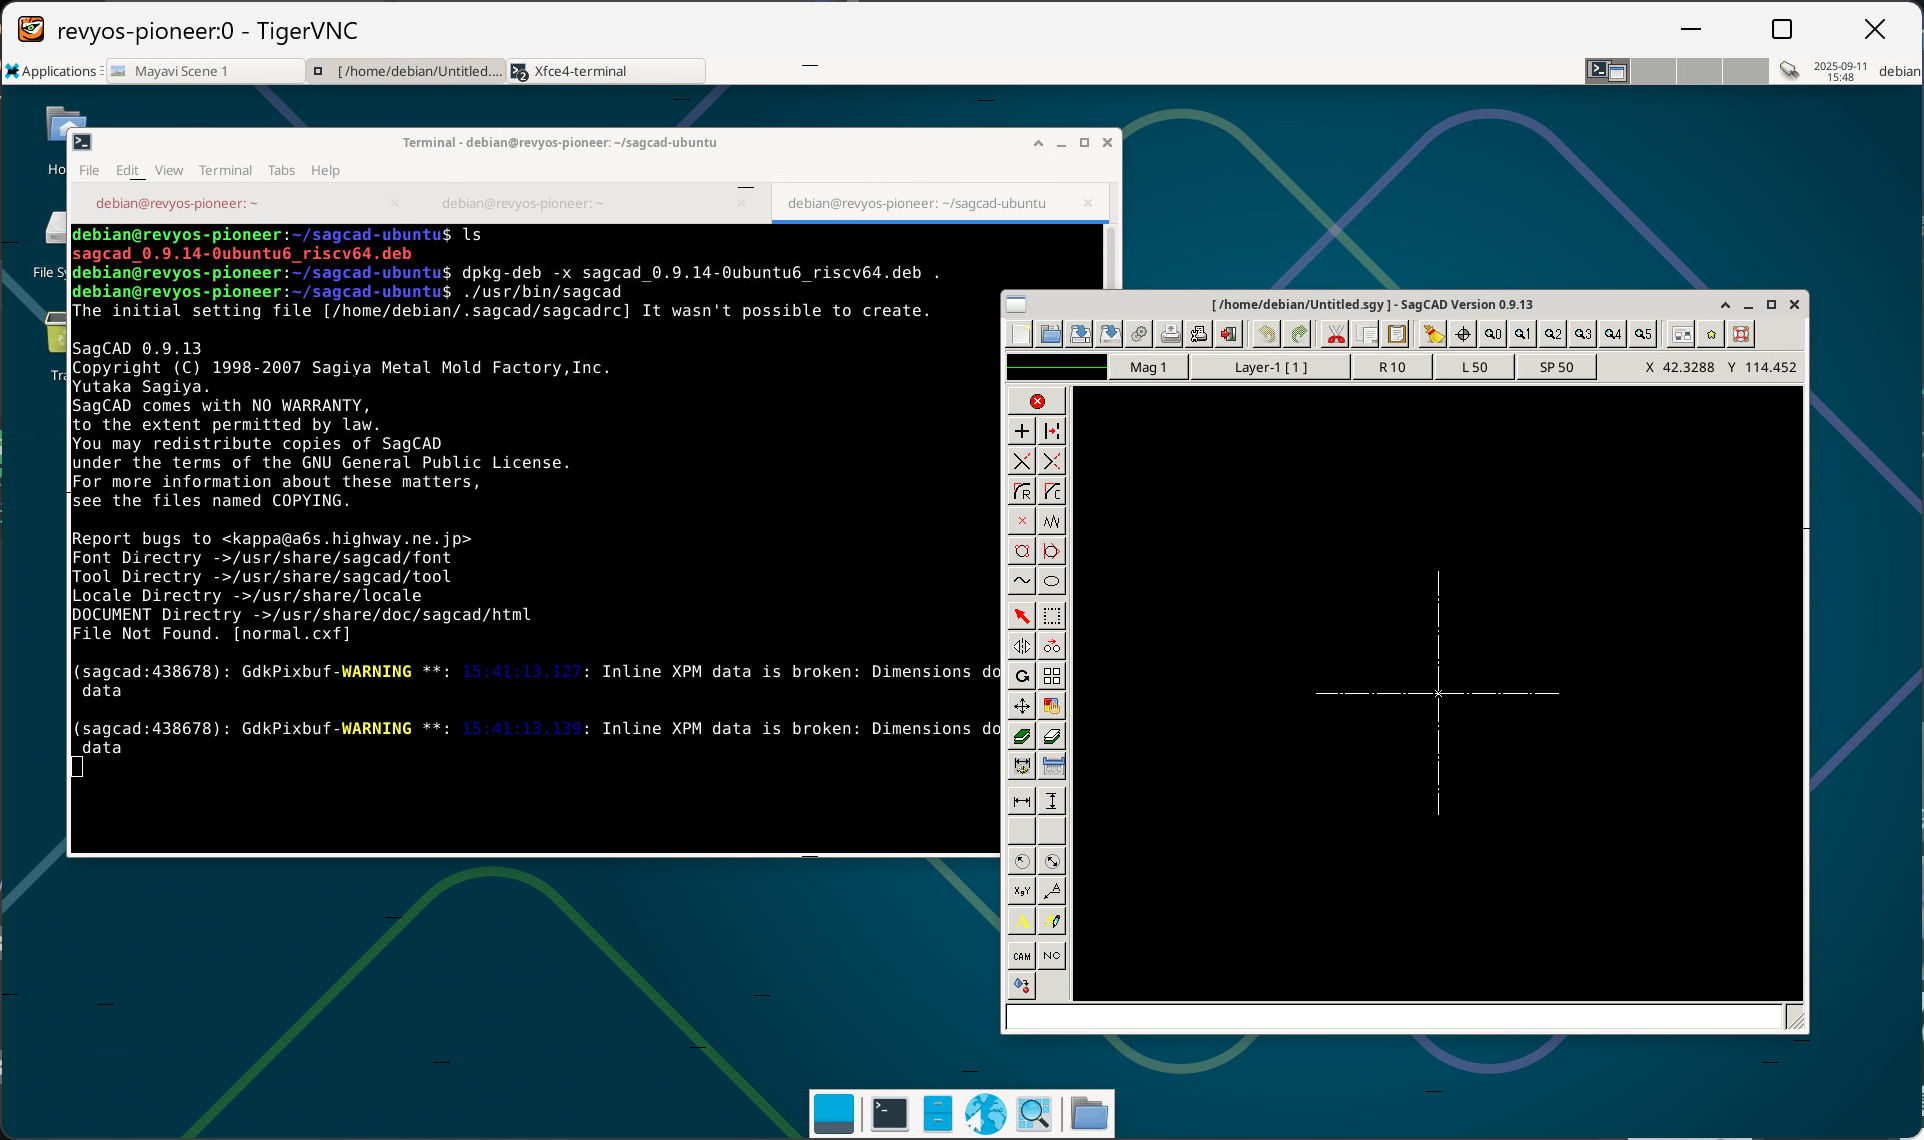 revyos-pioneer:0 - TigerVNC
Applications
Mayavi Scene 1
[ /home/debian/Untitled....
Xfce4-terminal
2025-09-11
15:48
debian
Terminal - debian@revyos-pioneer: ~/sagcad-ubuntu
File Edit View Terminal Tabs Help
debian@revyos-pioneer: ~
debian@revyos-pioneer: ~
debian@revyos-pioneer: ~/sagcad-ubuntu
debian@revyos-pioneer:~/sagcad-ubuntu$ ls
sagcad_0.9.14-0ubuntu6_riscv64.deb
debian@revyos-pioneer:~/sagcad-ubuntu$ dpkg-deb -x sagcad_0.9.14-0ubuntu6_riscv64.deb .
debian@revyos-pioneer:~/sagcad-ubuntu$ ./usr/bin/sagcad
The initial setting file [/home/debian/.sagcad/sagcadrc] It wasn't possible to create.
SagCAD 0.9.13
Copyright (C) 1998-2007 Sagiya Metal Mold Factory,Inc.
Yutaka Sagiya.
SagCAD comes with NO WARRANTY,
to the extent permitted by law.
You may redistribute copies of SagCAD
under the terms of the GNU General Public License.
For more information about these matters,
see the files named COPYING.
Report bugs to <kappa@a6s.highway.ne.jp>
Font Directry ->/usr/share/sagcad/font
Tool Directry ->/usr/share/sagcad/tool
Locale Directry ->/usr/share/locale
DOCUMENT Directry ->/usr/share/doc/sagcad/html
File Not Found. [normal.cxf]
(sagcad:438678): GdkPixbuf-WARNING **: 15:41:13.127: Inline XPM data is broken: Dimensions do
data
(sagcad:438678): GdkPixbuf-WARNING **: 15:41:13.139: Inline XPM data is broken: Dimensions do
data
Ho
File Sy
Tra
[ /home/debian/Untitled.sgy ] - SagCAD Version 0.9.13
0 1 2 3 4 5
Mag 1
Layer-1 [ 1 ]
R 10
L 50
SP 50
X 42.3288 Y 114.452
R
C
X,Y
A
A
CAM
NC